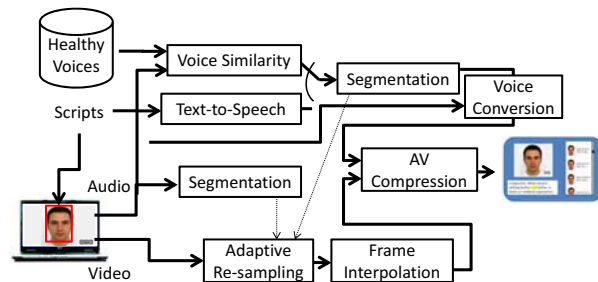 Healthy
Voices
Voice Similarity
Segmentation
Voice
Conversion
Scripts
Text-to-Speech
AV
Compression
Audio
Segmentation
Video
Adaptive
Re-sampling
Frame
Interpolation